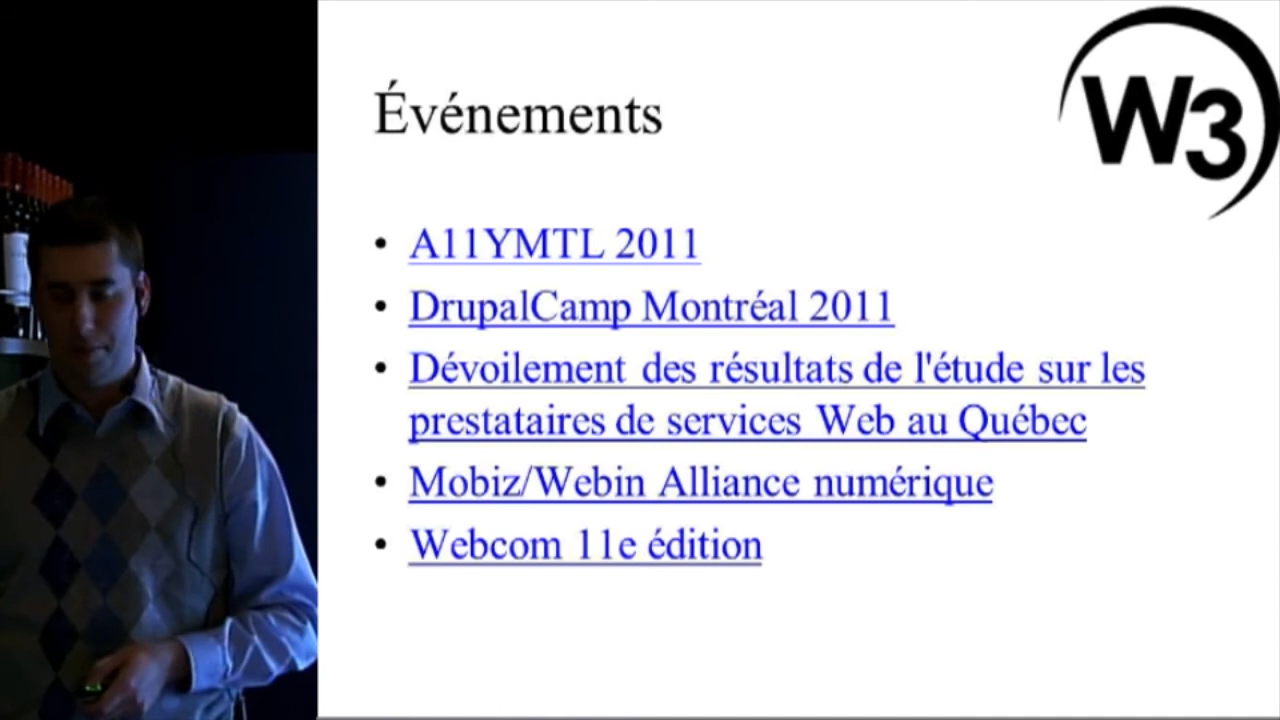 W3
Événements
• A11YMTL 2011
• DrupalCamp Montréal 2011
• Dévoilement des résultats de l'étude sur les
prestataires de services Web au Québec
• Mobiz/Webin Alliance numérique
• Webcom 11e édition